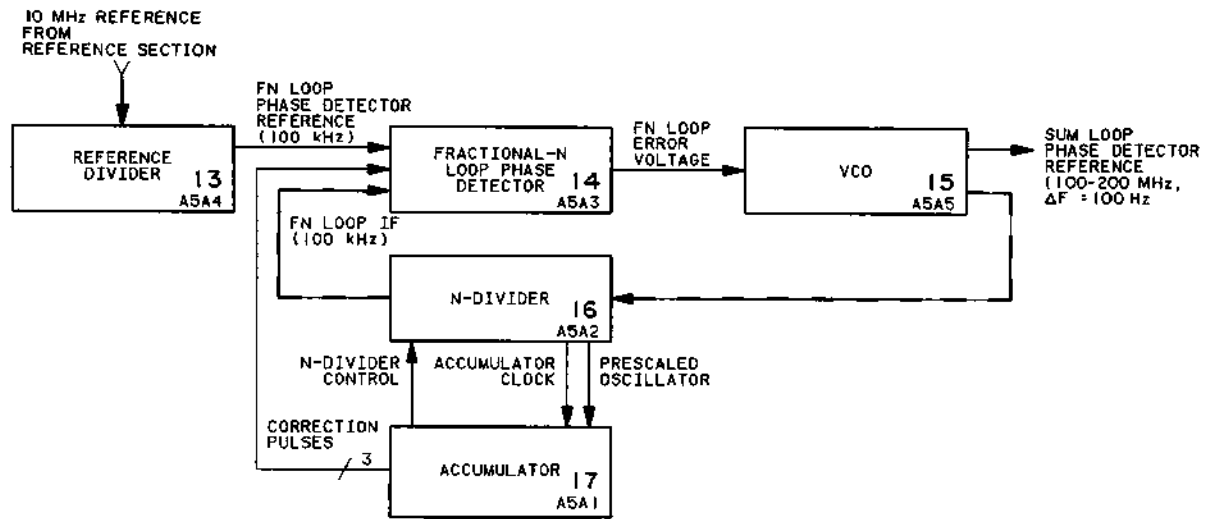 10 MHz REFERENCE
FROM
REFERENCE SECTION
REFERENCE
DIVIDER
13
A5A4
FN LOOP
PHASE DETECTOR
REFERENCE
(100 kHz)
FRACTIONAL-N
LOOP PHASE
DETECTOR
14
A5A3
FN LOOP
ERROR
VOLTAGE
VCO
15
A5A5
SUM LOOP
PHASE DETECTOR
REFERENCE
(100-200 MHz,
ΔF =100 Hz
FN LOOP IF
(100 kHz)
N-DIVIDER
16
A5A2
N-DIVIDER
CONTROL
ACCUMULATOR
CLOCK
PRESCALED
OSCILLATOR
CORRECTION
PULSES
3
ACCUMULATOR
17
A5A1